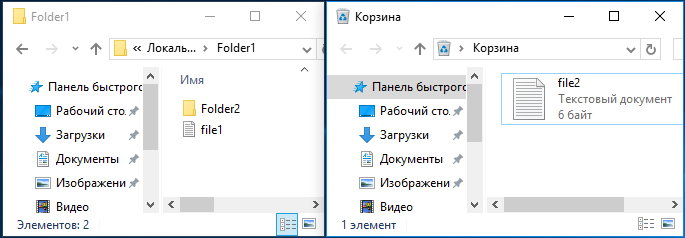 Folder1
« Локаль... > Folder1
Имя
Панель быстрого
Рабочий сто.
Загрузки
Документы
Изображени
Видео
Folder2
file1
Элементов: 2
Корзина
> Корзина
Панель быстрого
Рабочий сто.
Загрузки
Документы
Изображени
Видео
file2
Текстовый документ
6 байт
1 элемент